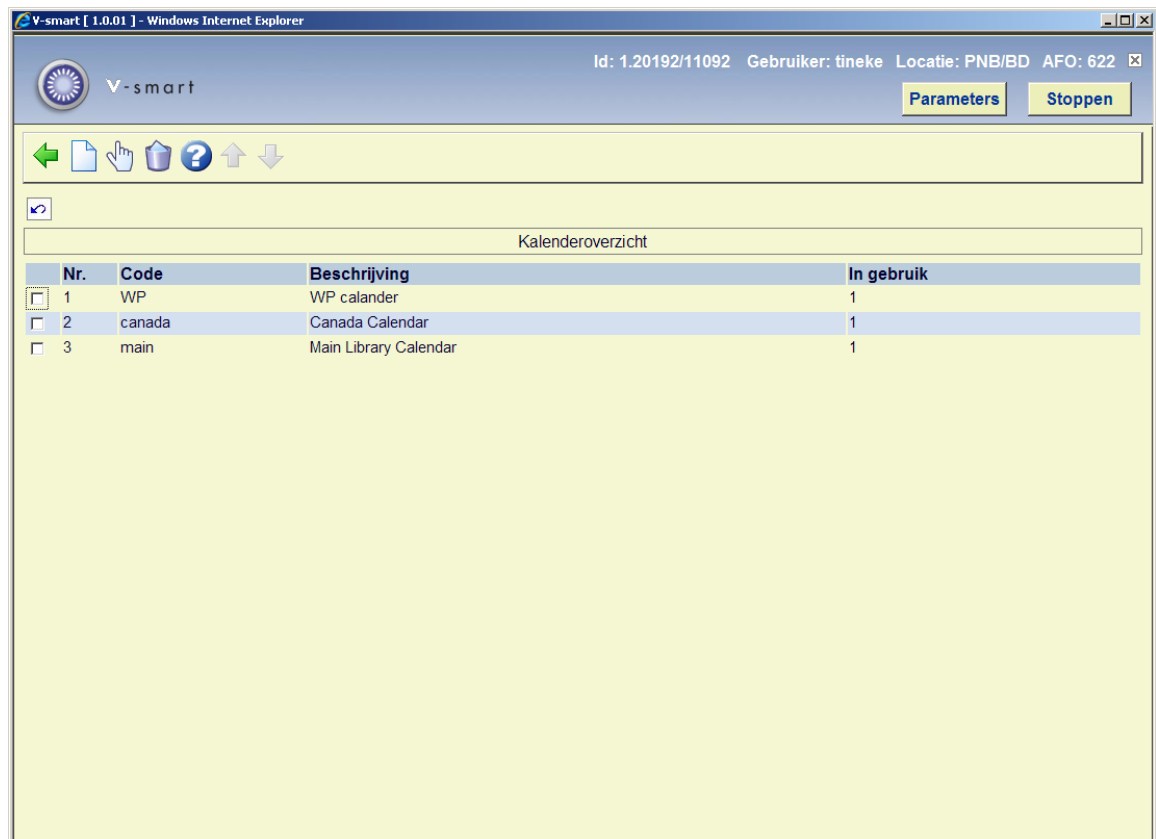 V-smart [ 1.0.01 ] - Windows Internet Explorer
Id: 1.20192/11092 Gebruiker: tineke Locatie: PNB/BD AFO: 622
V-smart
Parameters Stoppen
Kalenderoverzicht
Nr. Code Beschrijving In gebruik
1 WP WP calander 1
2 canada Canada Calendar 1
3 main Main Library Calendar 1